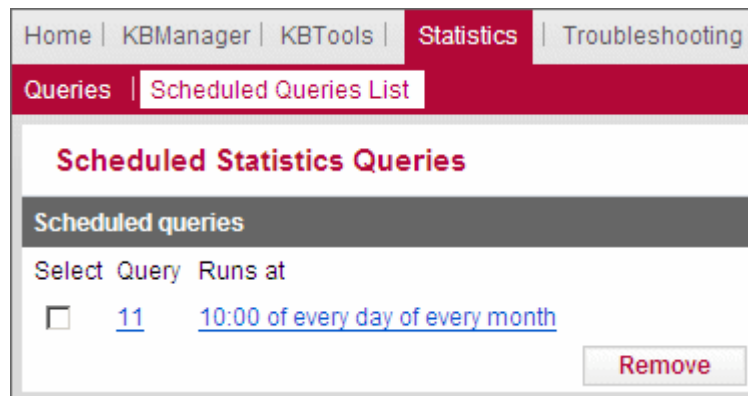 Home | KBManager | KBTools | Statistics | Troubleshooting
Queries | Scheduled Queries List
Scheduled Statistics Queries
Scheduled queries
Select Query Runs at
11 10:00 of every day of every month
Remove